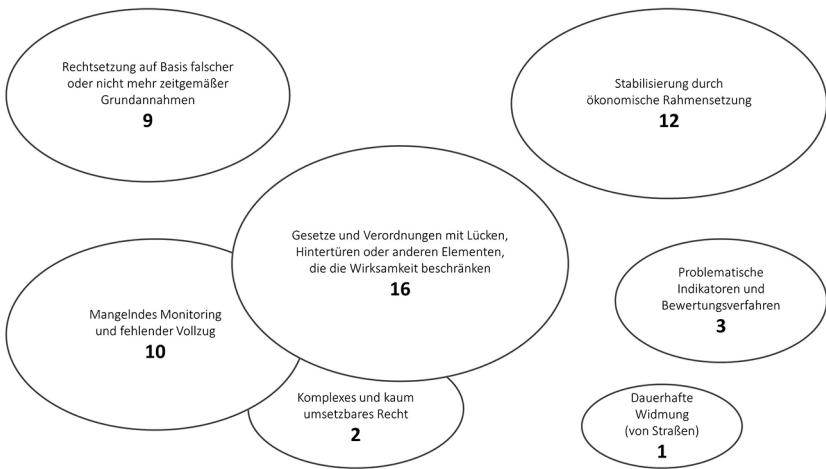 Rechtsetzung auf Basis falscher
oder nicht mehr zeitgemäßer
Grundannahmen
9
Stabilisierung durch
ökonomische Rahmensetzung
12
Gesetze und Verordnungen mit Lücken,
Hintertüren oder anderen Elementen,
die die Wirksamkeit beschränken
16
Problematische
Indikatoren und
Bewertungsverfahren
3
Mangelndes Monitoring
und fehlender Vollzug
10
Komplexes und kaum
umsetzbares Recht
2
Dauerhafte
Widmung
(von Straßen)
1